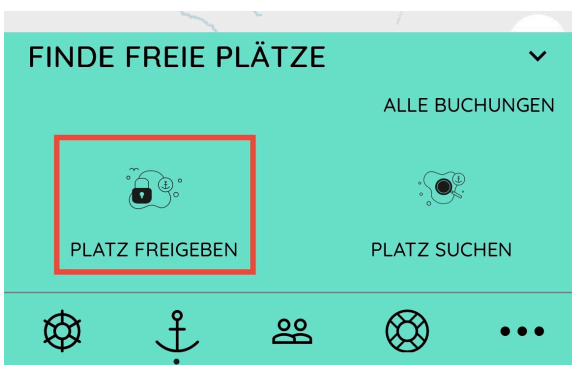 FINDE FREIE PLÄTZE
ALLE BUCHUNGEN
PLATZ FREIGEBEN
PLATZ SUCHEN